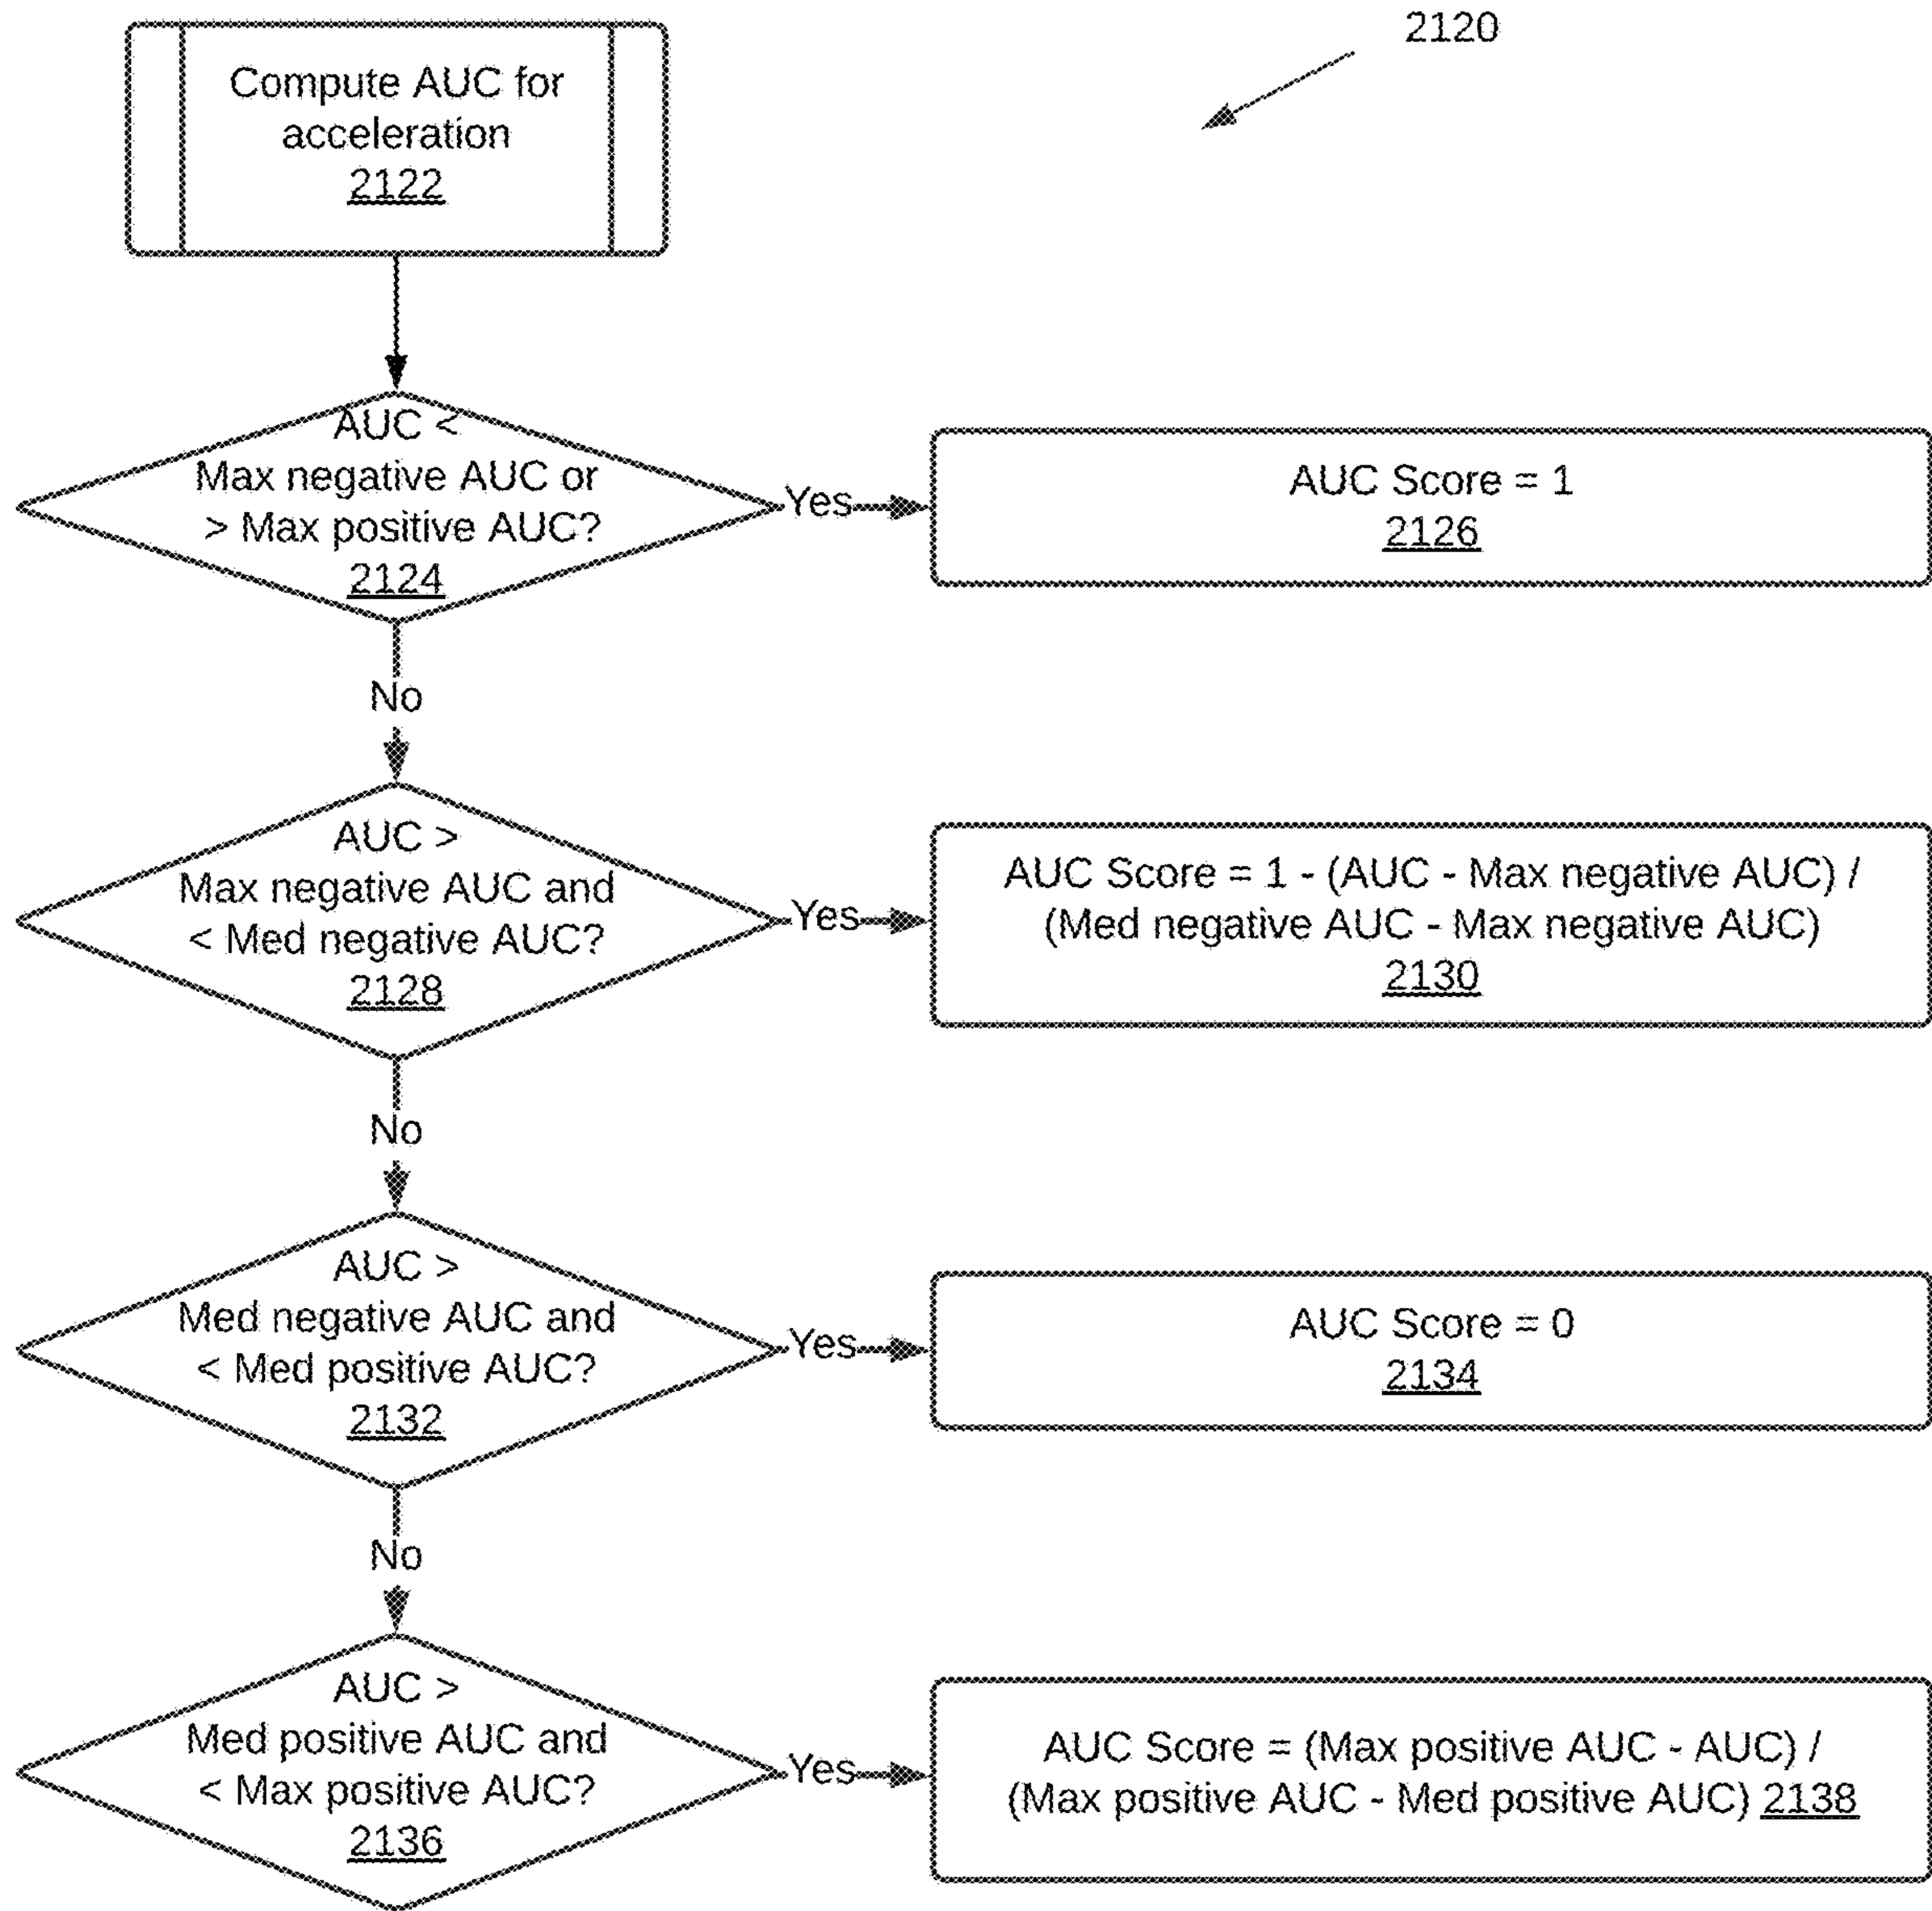 2120
Compute AUC for
acceleration
2122
AUC <
Max negative AUC or
> Max positive AUC?
2124
Yes
AUC Score = 1
2126
No
AUC >
Max negative AUC and
< Med negative AUC?
2128
Yes
AUC Score = 1 - (AUC - Max negative AUC) /
(Med negative AUC - Max negative AUC)
2130
No
AUC >
Med negative AUC and
< Med positive AUC?
2132
Yes
AUC Score = 0
2134
No
AUC >
Med positive AUC and
< Max positive AUC?
2136
Yes
AUC Score = (Max positive AUC - AUC) /
(Max positive AUC - Med positive AUC) 2138